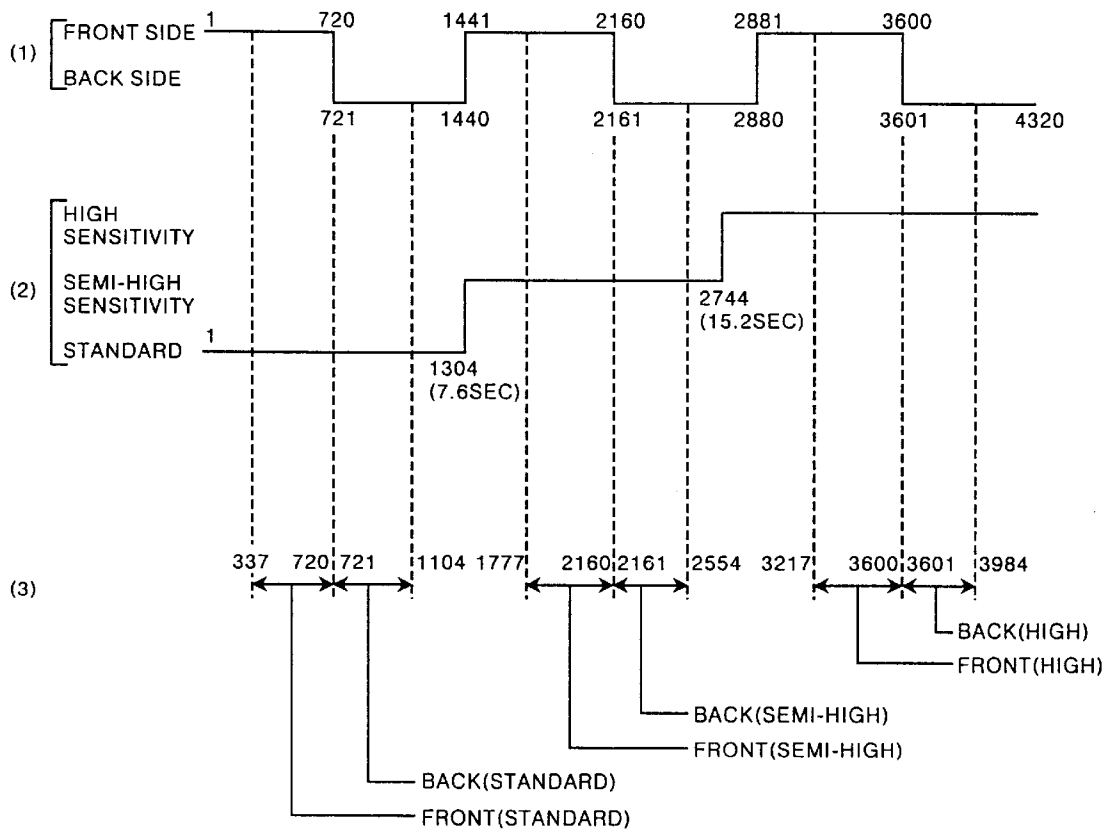 1 720 1441 2160 2881 3600
(1) FRONT SIDE
BACK SIDE
721 1440 2161 2880 3601 4320
(2) HIGH
SENSITIVITY
SEMI-HIGH
SENSITIVITY
2744
(15.2SEC)
1
STANDARD
1304
(7.6SEC)
337 720 721 1104 1777 2160 2161 2554 3217 3600 3601 3984
(3)
BACK(HIGH)
FRONT(HIGH)
BACK(SEMI-HIGH)
FRONT(SEMI-HIGH)
BACK(STANDARD)
FRONT(STANDARD)